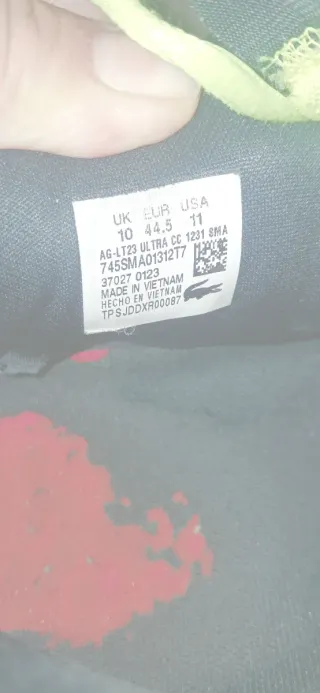 UK EUR USA
10 44.5 11
AG-LT23 ULTRA CC 1231 SMA
745SMA01312T7
37027 0123
MADE IN VIETNAM
HECHO EN VIETNAM
TPSJDDXR00087